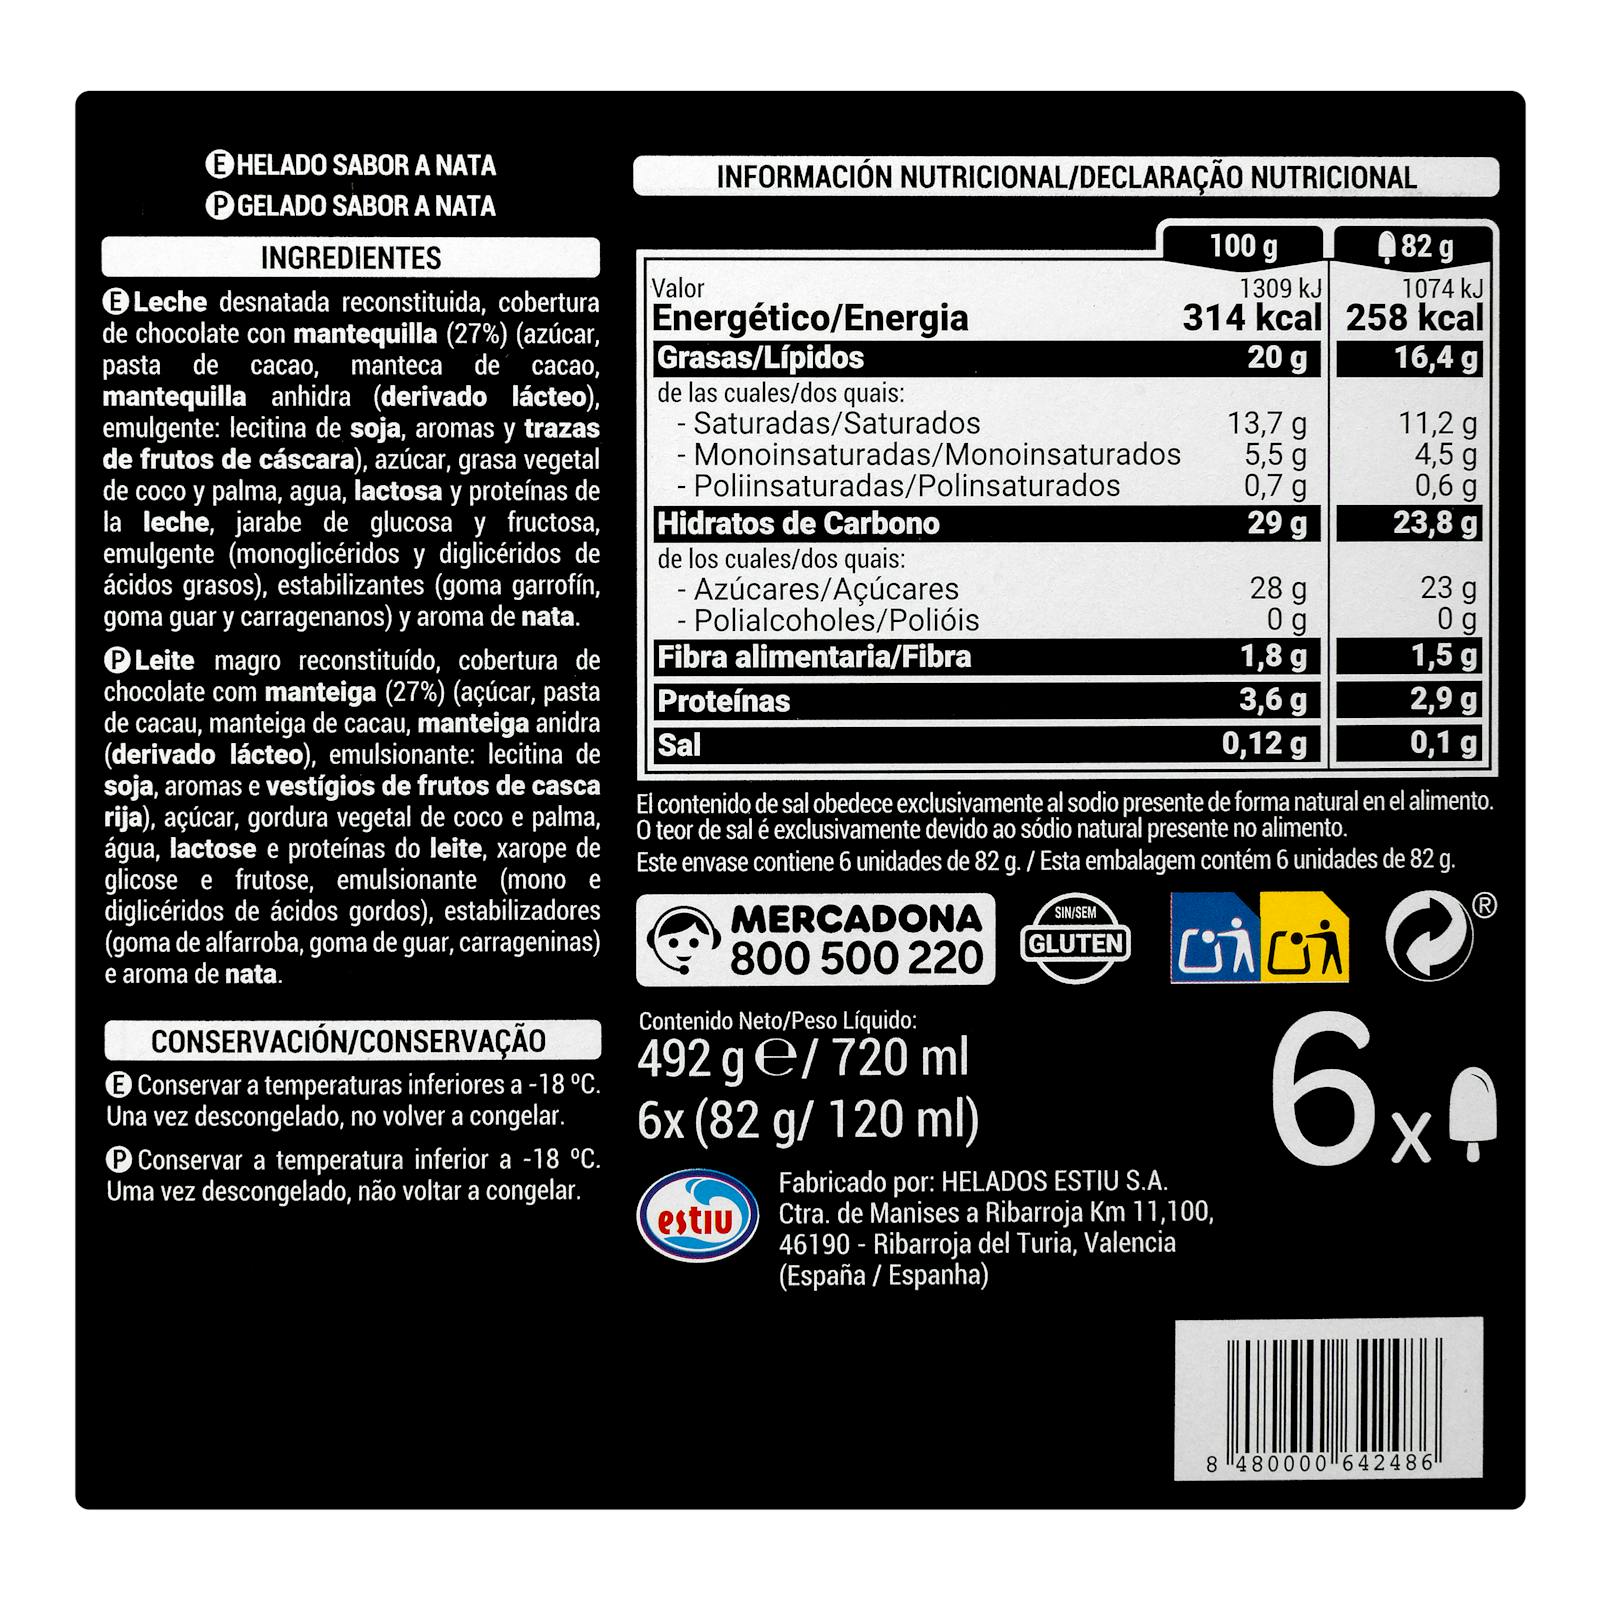 E HELADO SABOR A NATA
P GELADO SABOR A NATA
INGREDIENTES
E Leche desnatada reconstituida, cobertura
de chocolate con mantequilla (27%) (azúcar,
pasta de cacao, manteca de cacao,
mantequilla anhidra (derivado lácteo),
emulgente: lecitina de soja, aromas y trazas
de frutos de cáscara), azúcar, grasa vegetal
de coco y palma, agua, lactosa y proteínas de
la leche, jarabe de glucosa y fructosa,
emulgente (monoglicéridos y diglicéridos de
ácidos grasos), estabilizantes (goma garrofín,
goma guar y carragenanos) y aroma de nata.
P Leite magro reconstituído, cobertura de
chocolate com manteiga (27%) (açúcar, pasta
de cacau, manteiga de cacau, manteiga anidra
(derivado lácteo), emulsionante: lecitina de
soja, aromas e vestígios de frutos de casca
rija), açúcar, gordura vegetal de coco e palma,
água, lactose e proteínas do leite, xarope de
glicose e frutose, emulsionante (mono e
diglicéridos de ácidos gordos), estabilizadores
(goma de alfarroba, goma de guar, carrageninas)
e aroma de nata.
CONSERVACIÓN/CONSERVAÇÃO
E Conservar a temperaturas inferiores a -18 ºC.
Una vez descongelado, no volver a congelar.
P Conservar a temperatura inferior a -18 ºC.
Uma vez descongelado, não voltar a congelar.
INFORMACIÓN NUTRICIONAL/DECLARAÇÃO NUTRICIONAL
100 g 82 g
Valor 1309 kJ 1074 kJ
Energético/Energia 314 kcal 258 kcal
Grasas/Lípidos 20 g 16,4 g
de las cuales/dos quais:
- Saturadas/Saturados 13,7 g 11,2 g
- Monoinsaturadas/Monoinsaturados 5,5 g 4,5 g
- Poliinsaturadas/Polinsaturados 0,7 g 0,6 g
Hidratos de Carbono 29 g 23,8 g
de los cuales/dos quais:
- Azúcares/Açúcares 28 g 23 g
- Polialcoholes/Polióis 0 g 0 g
Fibra alimentaria/Fibra 1,8 g 1,5 g
Proteínas 3,6 g 2,9 g
Sal 0,12 g 0,1 g
El contenido de sal obedece exclusivamente al sodio presente de forma natural en el alimento.
O teor de sal é exclusivamente devido ao sódio natural presente no alimento.
Este envase contiene 6 unidades de 82 g. / Esta embalagem contém 6 unidades de 82 g.
MERCADONA
800 500 220
SIN/SEM
GLUTEN
®
Contenido Neto/Peso Líquido:
492 g e/ 720 ml
6x (82 g/ 120 ml)
6x
estiu
Fabricado por: HELADOS ESTIU S.A.
Ctra. de Manises a Ribarroja Km 11,100,
46190 - Ribarroja del Turia, Valencia
(España / Espanha)
8 480000 642486